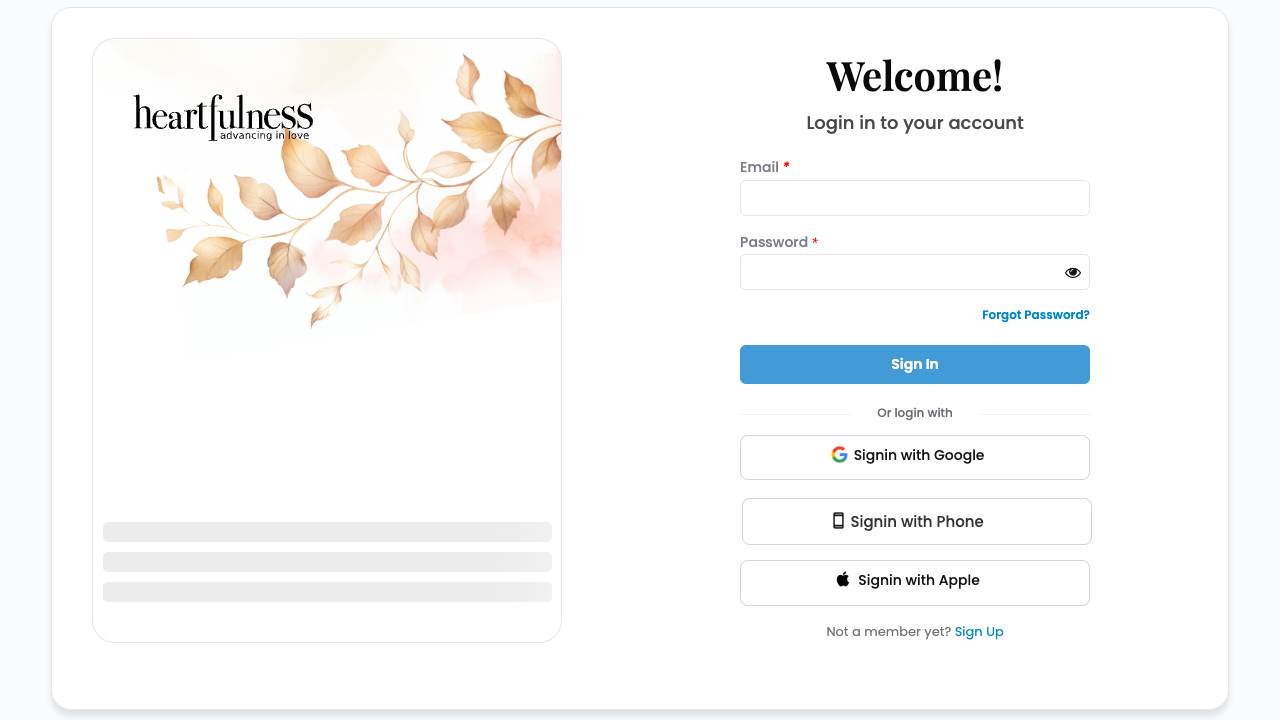 heartfulness
advancing in love
Welcome!
Login in to your account
Email *
Password *
Forgot Password?
Sign In
Or login with
Signin with Google
Signin with Phone
Signin with Apple
Not a member yet? Sign Up